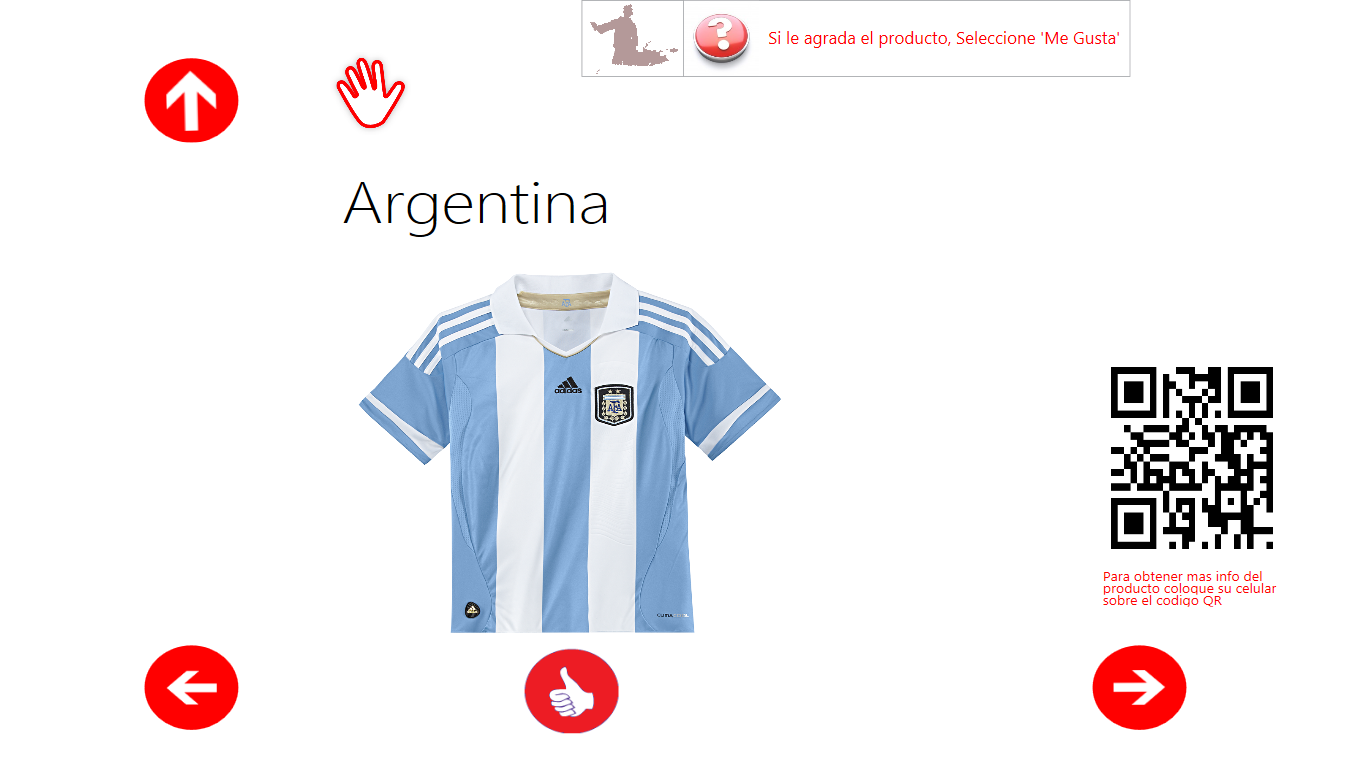 Si le agrada el producto, Seleccione 'Me Gusta'
Argentina
adidas
AFA
Para obtener mas info del
producto coloque su celular
sobre el codigo QR